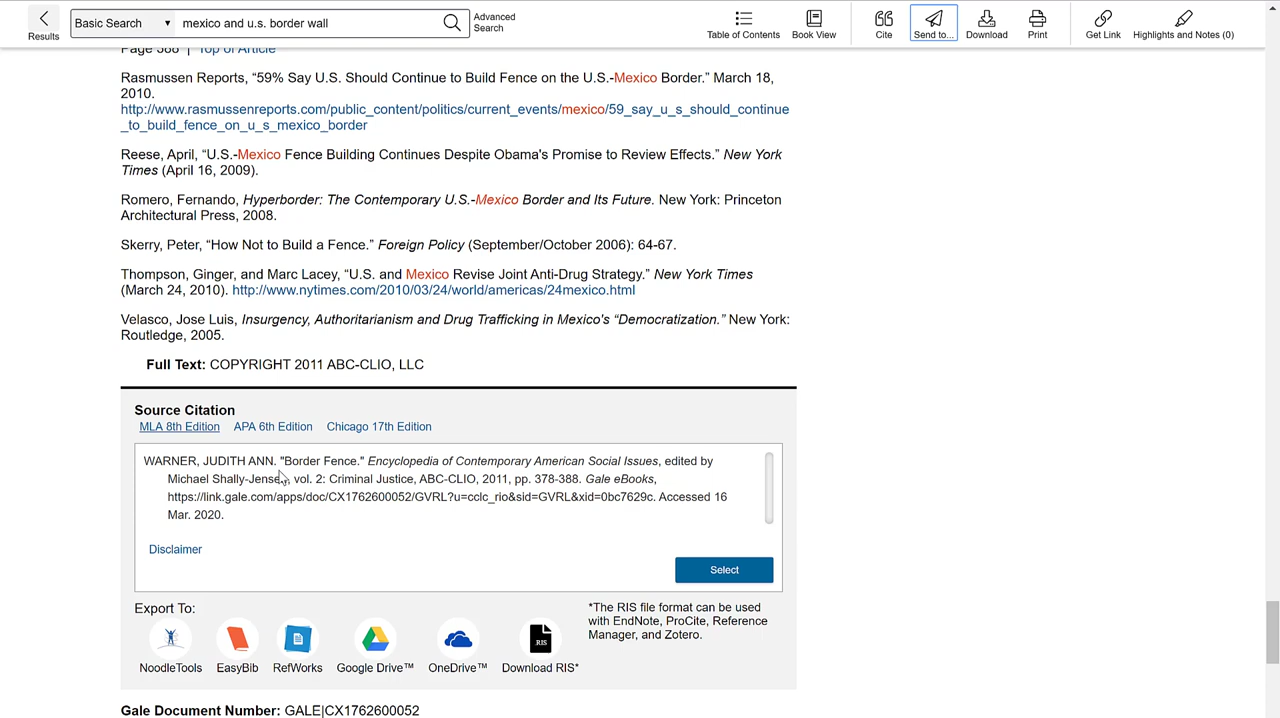 Results
Basic Search ▼
mexico and u.s. border wall
Advanced
Search
Table of Contents
Book View
Cite
Send to...
Download
Print
Get Link
Highlights and Notes (0)
Page 388 | Top of Article
Rasmussen Reports, “59% Say U.S. Should Continue to Build Fence on the U.S.-Mexico Border.” March 18,
2010.
http://www.rasmussenreports.com/public_content/politics/current_events/mexico/59_say_u_s_should_continue
_to_build_fence_on_u_s_mexico_border
Reese, April, “U.S.-Mexico Fence Building Continues Despite Obama's Promise to Review Effects.” New York
Times (April 16, 2009).
Romero, Fernando, Hyperborder: The Contemporary U.S.-Mexico Border and Its Future. New York: Princeton
Architectural Press, 2008.
Skerry, Peter, “How Not to Build a Fence.” Foreign Policy (September/October 2006): 64-67.
Thompson, Ginger, and Marc Lacey, “U.S. and Mexico Revise Joint Anti-Drug Strategy.” New York Times
(March 24, 2010). http://www.nytimes.com/2010/03/24/world/americas/24mexico.html
Velasco, Jose Luis, Insurgency, Authoritarianism and Drug Trafficking in Mexico's “Democratization.” New York:
Routledge, 2005.
Full Text: COPYRIGHT 2011 ABC-CLIO, LLC
Source Citation
MLA 8th Edition APA 6th Edition Chicago 17th Edition
WARNER, JUDITH ANN. "Border Fence." Encyclopedia of Contemporary American Social Issues, edited by
Michael Shally-Jensen, vol. 2: Criminal Justice, ABC-CLIO, 2011, pp. 378-388. Gale eBooks,
https://link.gale.com/apps/doc/CX1762600052/GVRL?u=cclc_rio&sid=GVRL&xid=0bc7629c. Accessed 16
Mar. 2020.
Disclaimer
Select
Export To:
NoodleTools
EasyBib
RefWorks
Google Drive™
OneDrive™
RIS
Download RIS*
*The RIS file format can be used
with EndNote, ProCite, Reference
Manager, and Zotero.
Gale Document Number: GALE|CX1762600052